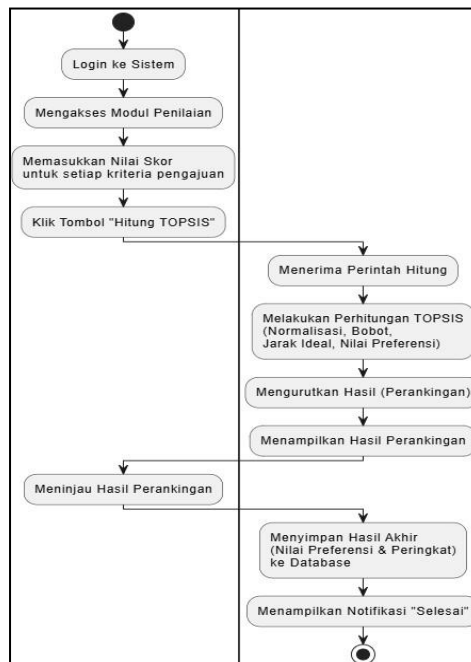 Login ke Sistem
Mengakses Modul Penilaian
Memasukkan Nilai Skor
untuk setiap kriteria pengajuan
Klik Tombol "Hitung TOPSIS"
Menerima Perintah Hitung
Melakukan Perhitungan TOPSIS
(Normalisasi, Bobot,
Jarak Ideal, Nilai Preferensi)
Mengurutkan Hasil (Perankingan)
Menampilkan Hasil Perankingan
Meninjau Hasil Perankingan
Menyimpan Hasil Akhir
(Nilai Preferensi & Peringkat)
ke Database
Menampilkan Notifikasi "Selesai"